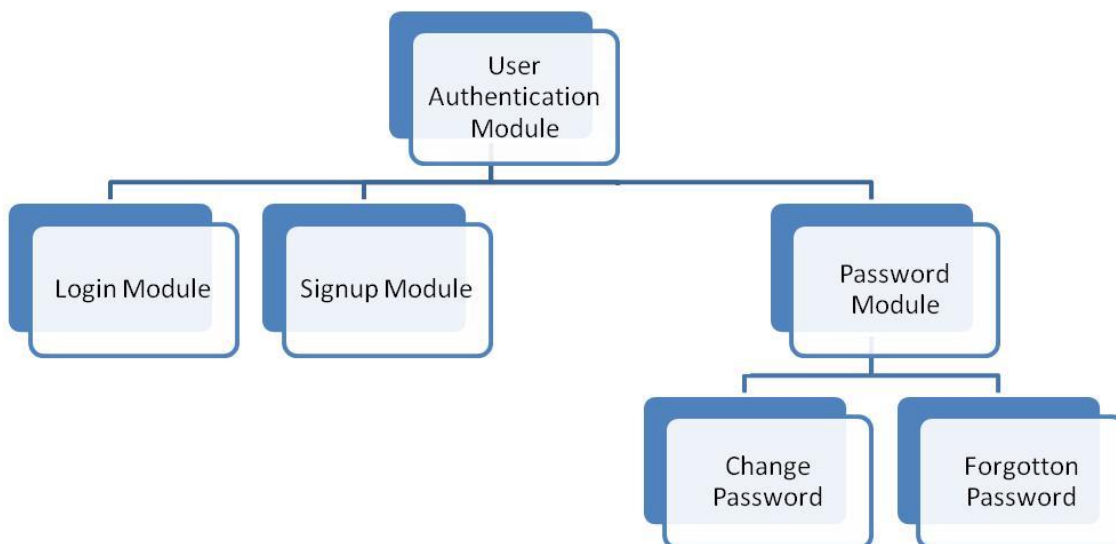 User
Authentication
Module
Login Module
Signup Module
Password
Module
Change
Password
Forgotton
Password